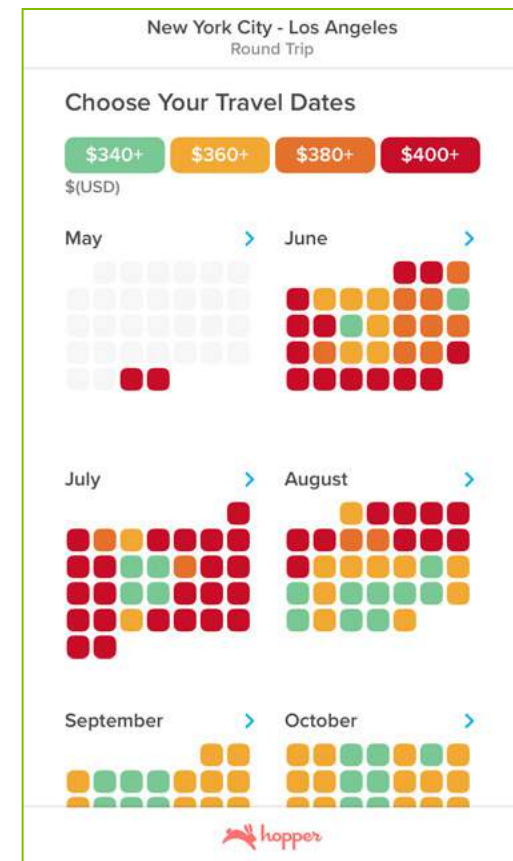 New York City - Los Angeles
Round Trip
Choose Your Travel Dates
$340+ $360+ $380+ $400+
$(USD)
May June
July August
September October
hopper